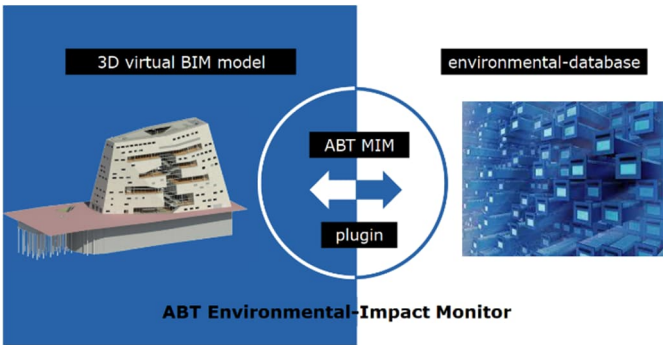 3D virtual BIM model
environmental-database
ABT MIM
plugin
ABT Environmental-Impact Monitor